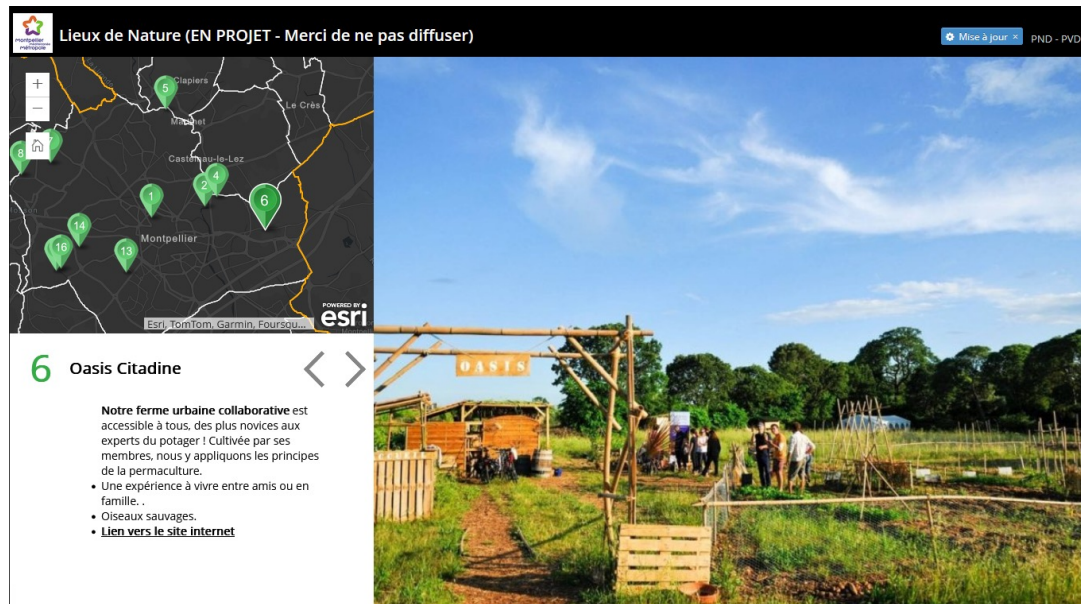 montpellier
Méditerranée
métropole
Lieux de Nature (EN PROJET - Merci de ne pas diffuser)
Mise à jour ×
PND - PVD
+
−
5
Clapiers
Le Crès
7
8
Castelnau-le-Lez
4
2
1
6
14
Montpellier
16
13
POWERED BY
esri
Esri, TomTom, Garmin, Foursqu...
6 Oasis Citadine
Notre ferme urbaine collaborative est
accessible à tous, des plus novices aux
experts du potager ! Cultivée par ses
membres, nous y appliquons les principes
de la permaculture.
• Une expérience à vivre entre amis ou en
famille. .
• Oiseaux sauvages.
• Lien vers le site internet
OASIS